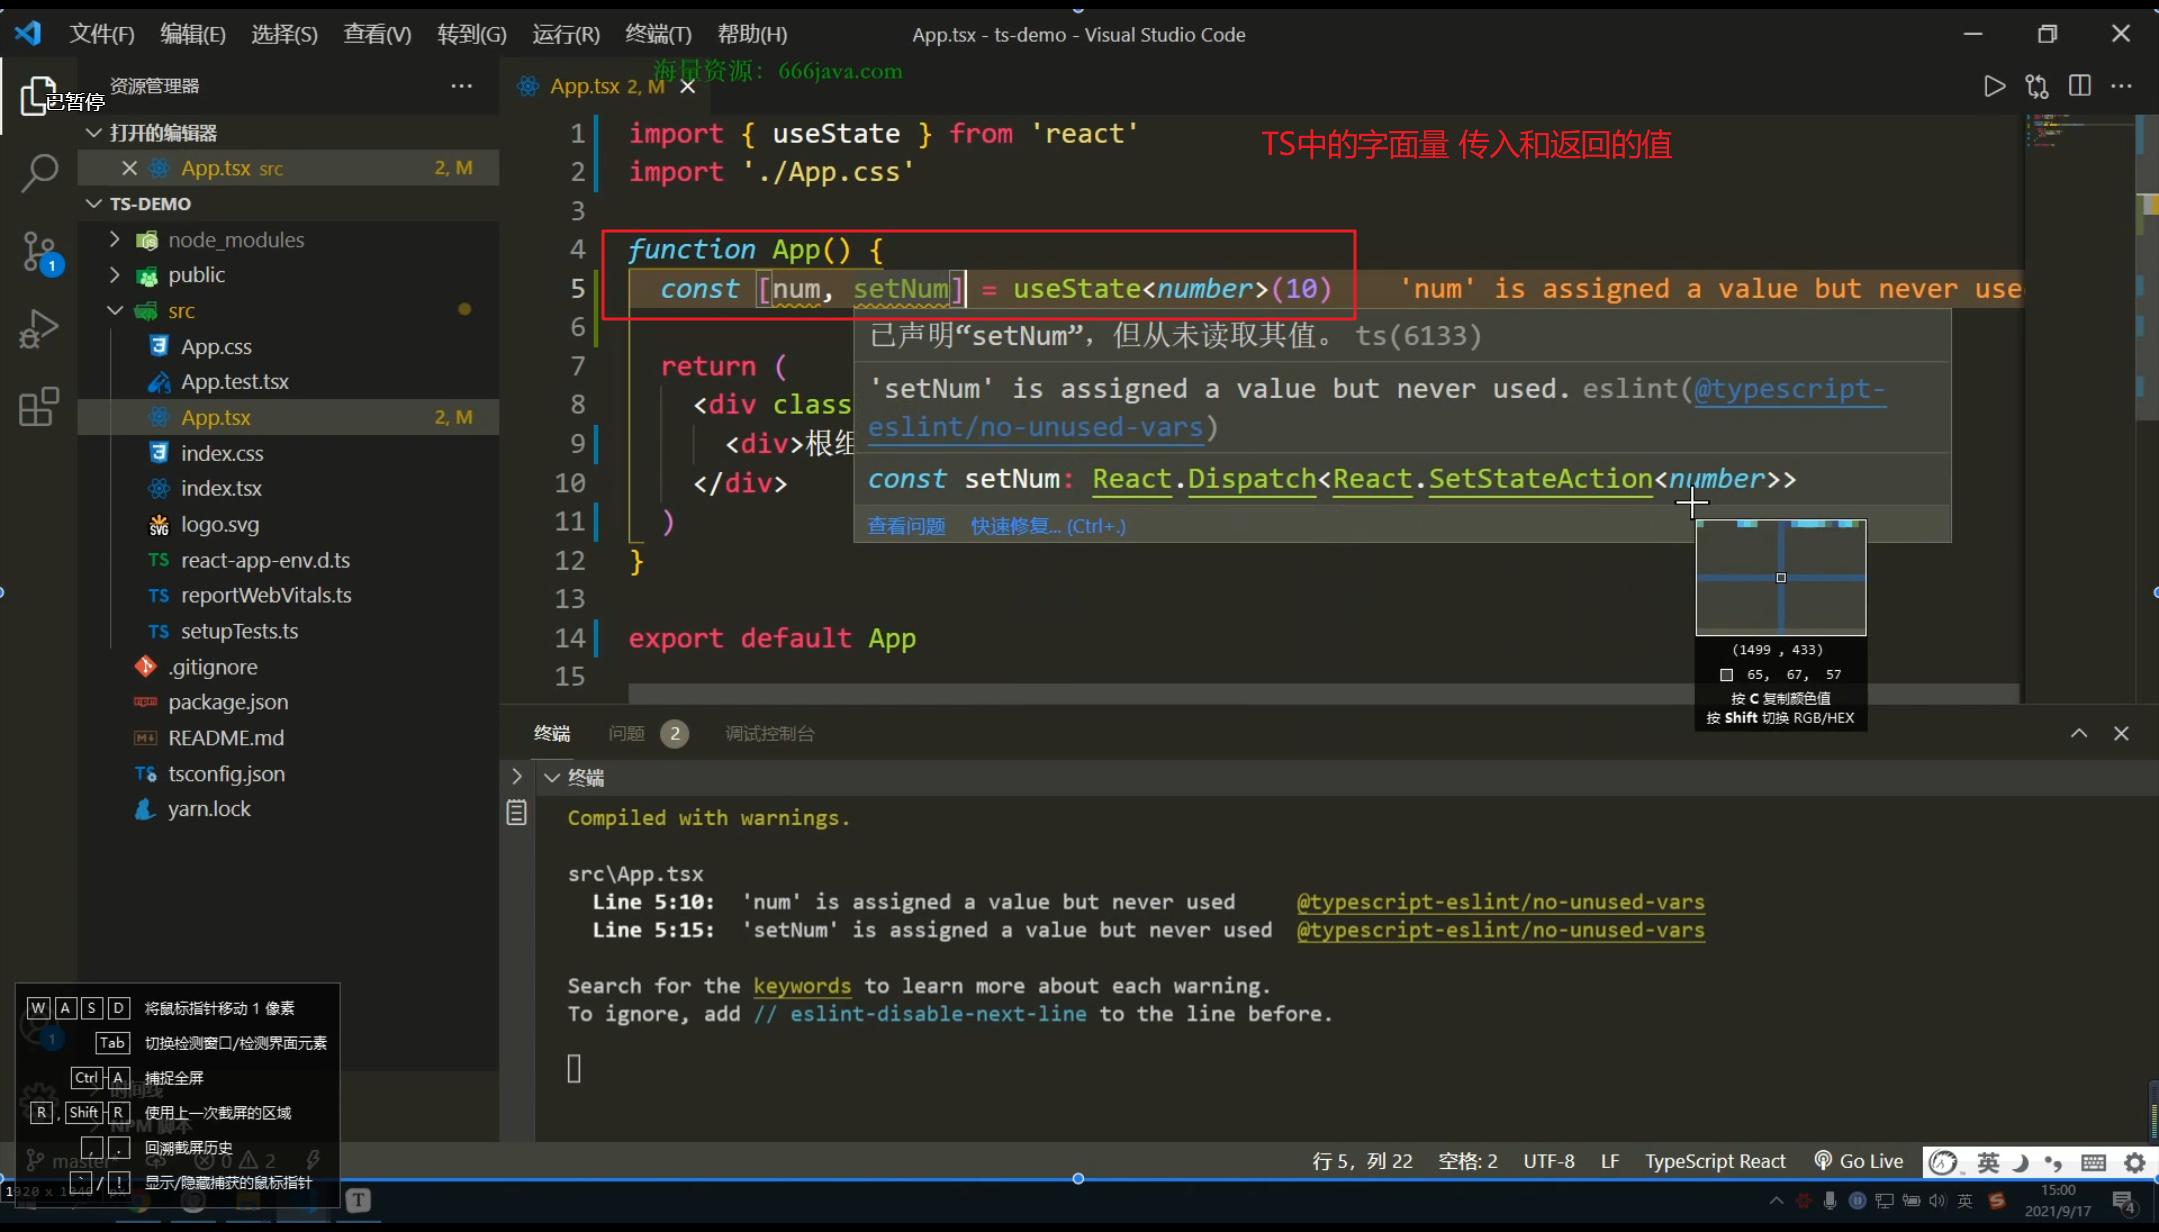 文件(F) 编辑(E) 选择(S) 查看(V) 转到(G) 运行(R) 终端(T) 帮助(H) App.tsx - ts-demo - Visual Studio Code
海量资源：666java.com
资源管理器 ··· App.tsx 2, M
已暂停
打开的编辑器
App.tsx src 2, M
TS-DEMO
node_modules
public
src
App.css
App.test.tsx
App.tsx 2, M
index.css
index.tsx
logo.svg
react-app-env.d.ts
reportWebVitals.ts
setupTests.ts
.gitignore
package.json
README.md
tsconfig.json
yarn.lock
TS中的字面量 传入和返回的值
1 import { useState } from 'react'
2 import './App.css'
3
4 function App() {
5 const [num, setNum] = useState<number>(10) 'num' is assigned a value but never use
6
7 return (
8 <div class
9 <div>根组
10 </div>
11 )
12 }
13
14 export default App
15
已声明“setNum”，但从未读取其值。 ts(6133)
'setNum' is assigned a value but never used. eslint(@typescript-
eslint/no-unused-vars)
const setNum: React.Dispatch<React.SetStateAction<number>>
查看问题 快速修复... (Ctrl+.)
(1499 , 433)
65, 67, 57
按 C 复制颜色值
按 Shift 切换 RGB/HEX
终端 问题 2 调试控制台
终端
Compiled with warnings.
src\App.tsx
Line 5:10: 'num' is assigned a value but never used @typescript-eslint/no-unused-vars
Line 5:15: 'setNum' is assigned a value but never used @typescript-eslint/no-unused-vars
Search for the keywords to learn more about each warning.
To ignore, add // eslint-disable-next-line to the line before.
W A S D 将鼠标指针移动 1 像素
Tab 切换检测窗口/检测界面元素
Ctrl-A 捕捉全屏
时间线
R , Shift-R 使用上一次截屏的区域
NPM 脚本
, . 回溯截屏历史
master* 0 2
` / ! 显示/隐藏捕获的鼠标指针
1920 x 1040 px
行 5，列 22 空格: 2 UTF-8 LF TypeScript React Go Live 英
英 15:00
2021/9/17 4